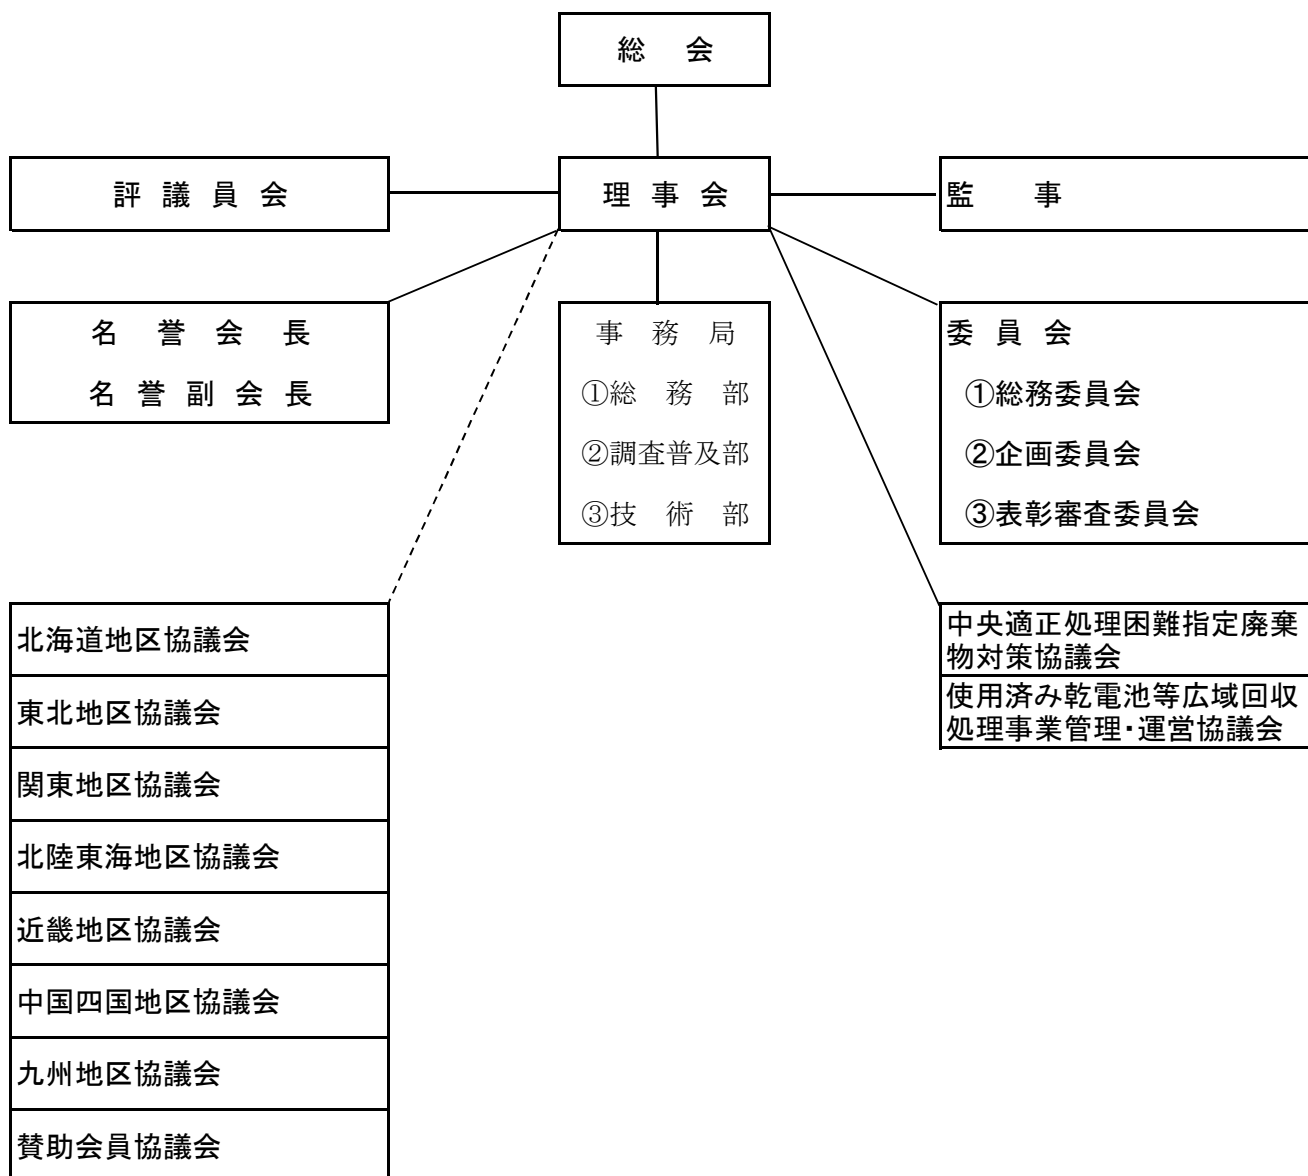 総 会
評 議 員 会
理 事 会
監 事
名 誉 会 長
名 誉 副 会 長
事 務 局
①総 務 部
②調査普及部
③技 術 部
委 員 会
①総務委員会
②企画委員会
③表彰審査委員会
北海道地区協議会
東北地区協議会
関東地区協議会
北陸東海地区協議会
近畿地区協議会
中国四国地区協議会
九州地区協議会
賛助会員協議会
中央適正処理困難指定廃棄
物対策協議会
使用済み乾電池等広域回収
処理事業管理・運営協議会